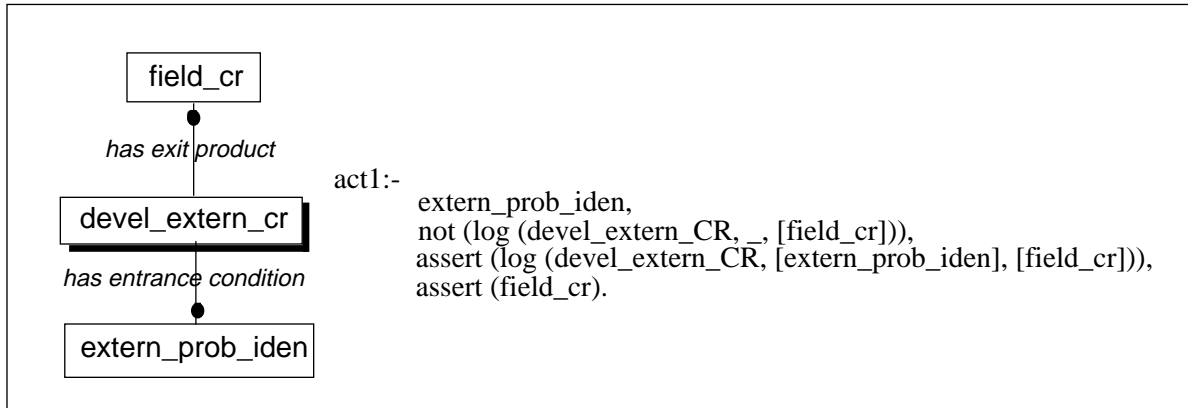 field_cr
has exit product
devel_extern_cr
has entrance condition
extern_prob_iden
act1:-
extern_prob_iden,
not (log (devel_extern_CR, _, [field_cr])),
assert (log (devel_extern_CR, [extern_prob_iden], [field_cr])),
assert (field_cr).